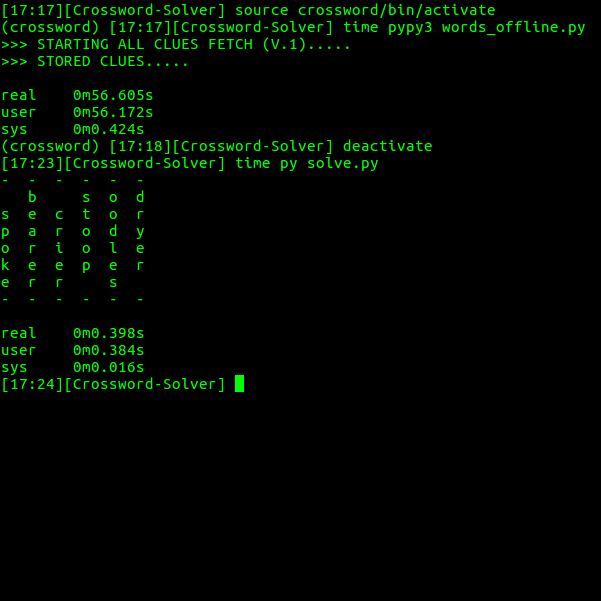 [17:17][Crossword-Solver] source crossword/bin/activate
(crossword) [17:17][Crossword-Solver] time pypy3 words_offline.py
>>> STARTING ALL CLUES FETCH (V.1).....
>>> STORED CLUES.....

real    0m56.605s
user    0m56.172s
sys     0m0.424s
(crossword) [17:18][Crossword-Solver] deactivate
[17:23][Crossword-Solver] time py solve.py
-  -  -  -  -  -
   b     s  o  d
s  e  c  t  o  r
p  a  r  o  d  y
o  r  i  o  l  e
k  e  e  p  e  r
e  r  r     s
-  -  -  -  -  -

real    0m0.398s
user    0m0.384s
sys     0m0.016s
[17:24][Crossword-Solver]